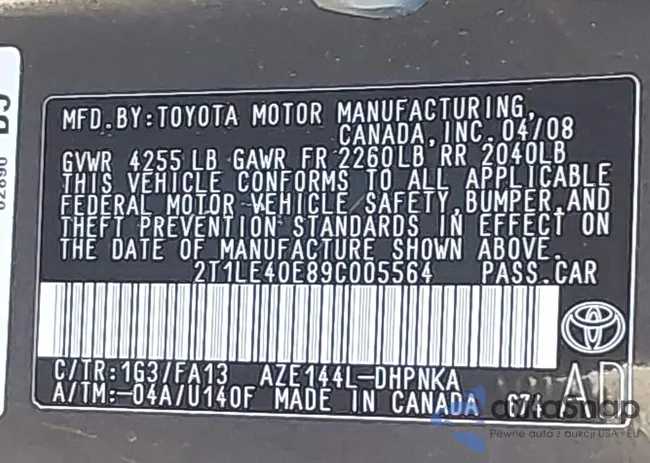 MFD.BY:TOYOTA MOTOR MANUFACTURING,
CANADA,INC.04/08
GVWR 4255 LB GAWR FR 2260LB RR 2040LB
THIS VEHICLE CONFORMS TO ALL APPLICABLE
FEDERAL MOTOR VEHICLE SAFETY,BUMPER,AND
THEFT PREVENTION STANDARDS IN EFFECT ON
THE DATE OF MANUFACTURE SHOWN ABOVE.
2T1LE40E89C005564 PASS.CAR
C/TR:1G3/FA13 AZE144L-DHPNKA
A/TM:-04A/U140F MADE IN CANADA 674
autosnap
Pewne auta z aukcji USA i EU
02890